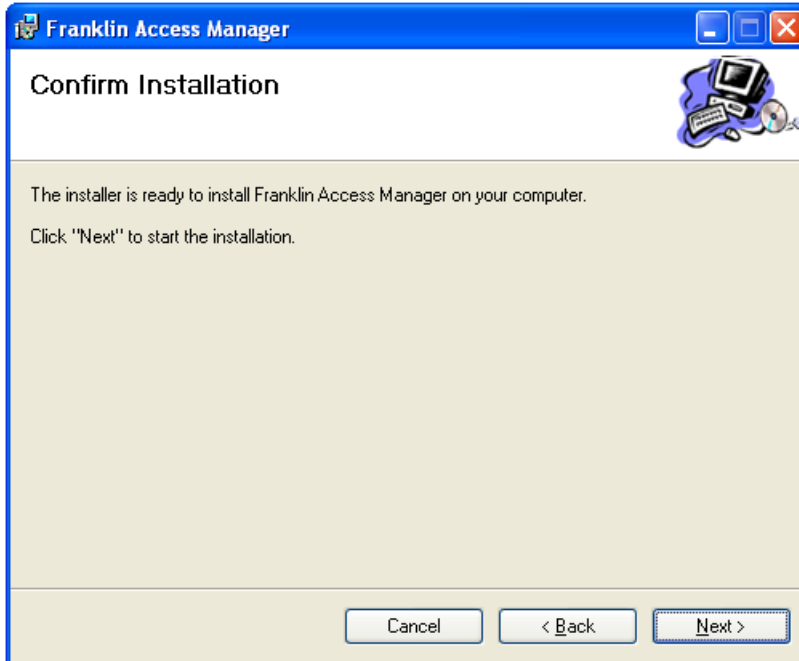 Franklin Access Manager
Confirm Installation
The installer is ready to install Franklin Access Manager on your computer.
Click "Next" to start the installation.
Cancel
< Back
Next >